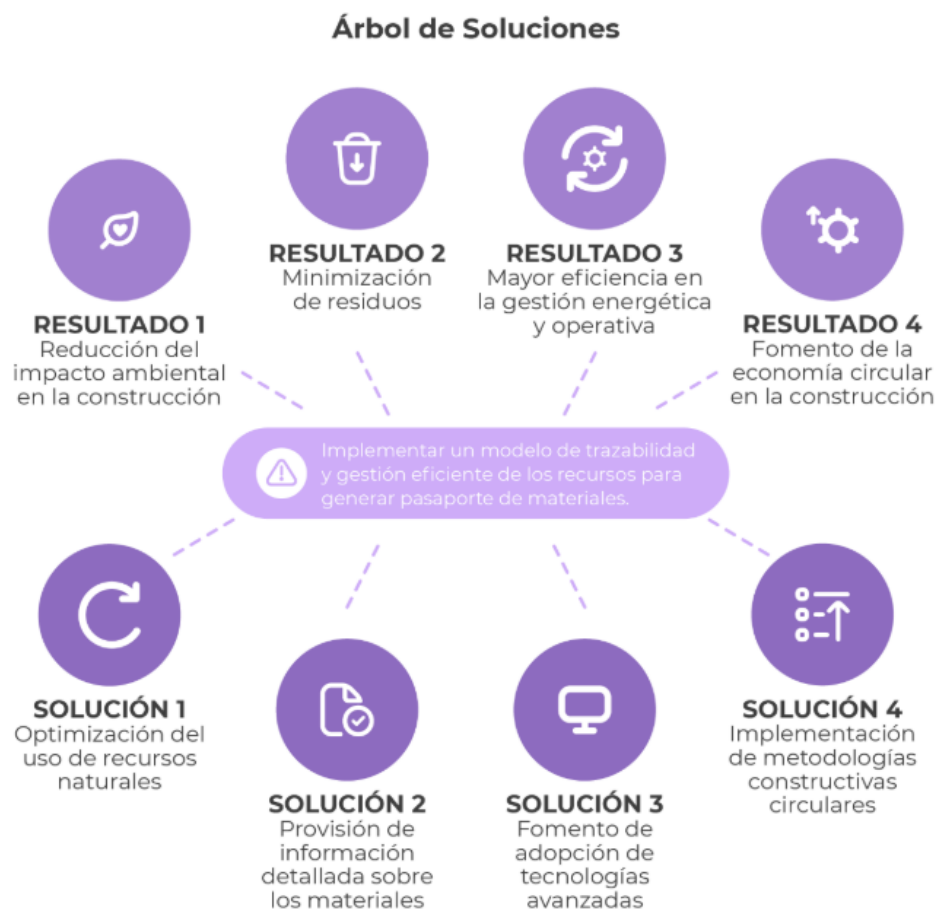 Árbol de Soluciones
RESULTADO 1
Reducción del
impacto ambiental
en la construcción
RESULTADO 2
Minimización
de residuos
RESULTADO 3
Mayor eficiencia en
la gestión energética
y operativa
RESULTADO 4
Fomento de la
economía circular
en la construcción
Implementar un modelo de trazabilidad
y gestión eficiente de los recursos para
generar pasaporte de materiales.
SOLUCIÓN 1
Optimización del
uso de recursos
naturales
SOLUCIÓN 2
Provisión de
información
detallada sobre
los materiales
SOLUCIÓN 3
Fomento de
adopción de
tecnologías
avanzadas
SOLUCIÓN 4
Implementación
de metodologías
constructivas
circulares